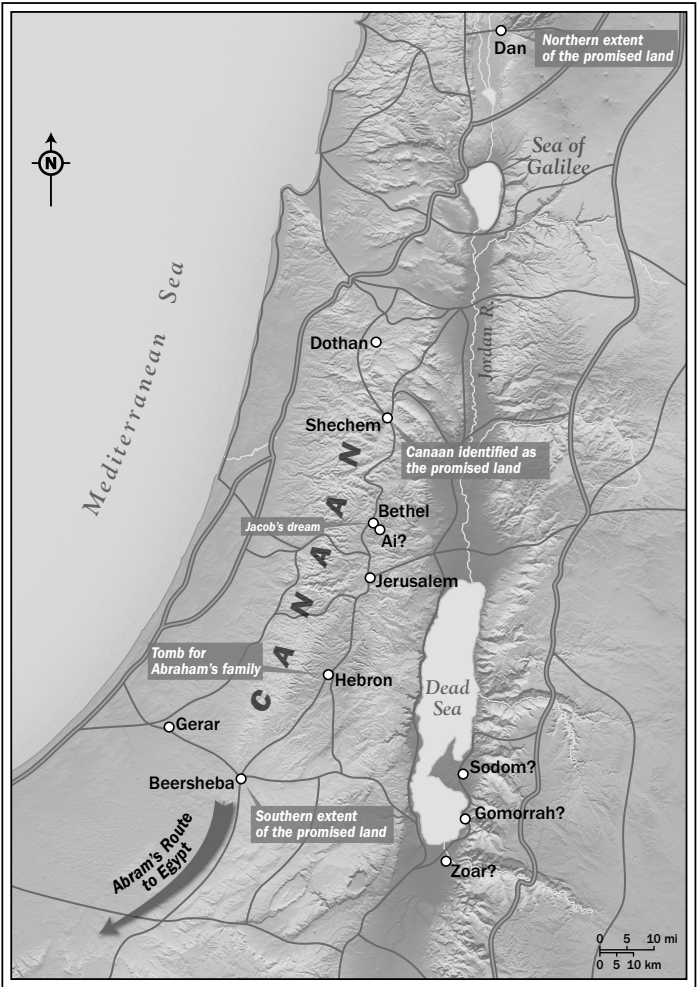 Dan
Northern extent
of the promised land
N
Sea of
Galilee
Mediterranean Sea
Jordan R.
Dothan
Shechem
Canaan identified as
the promised land
CANAAN
Bethel
Jacob's dream
Ai?
Jerusalem
Tomb for
Abraham's family
Hebron
Dead
Sea
Gerar
Sodom?
Beersheba
Gomorrah?
Southern extent
of the promised land
Abram's Route
to Egypt
Zoar?
0 5 10 mi
0 5 10 km